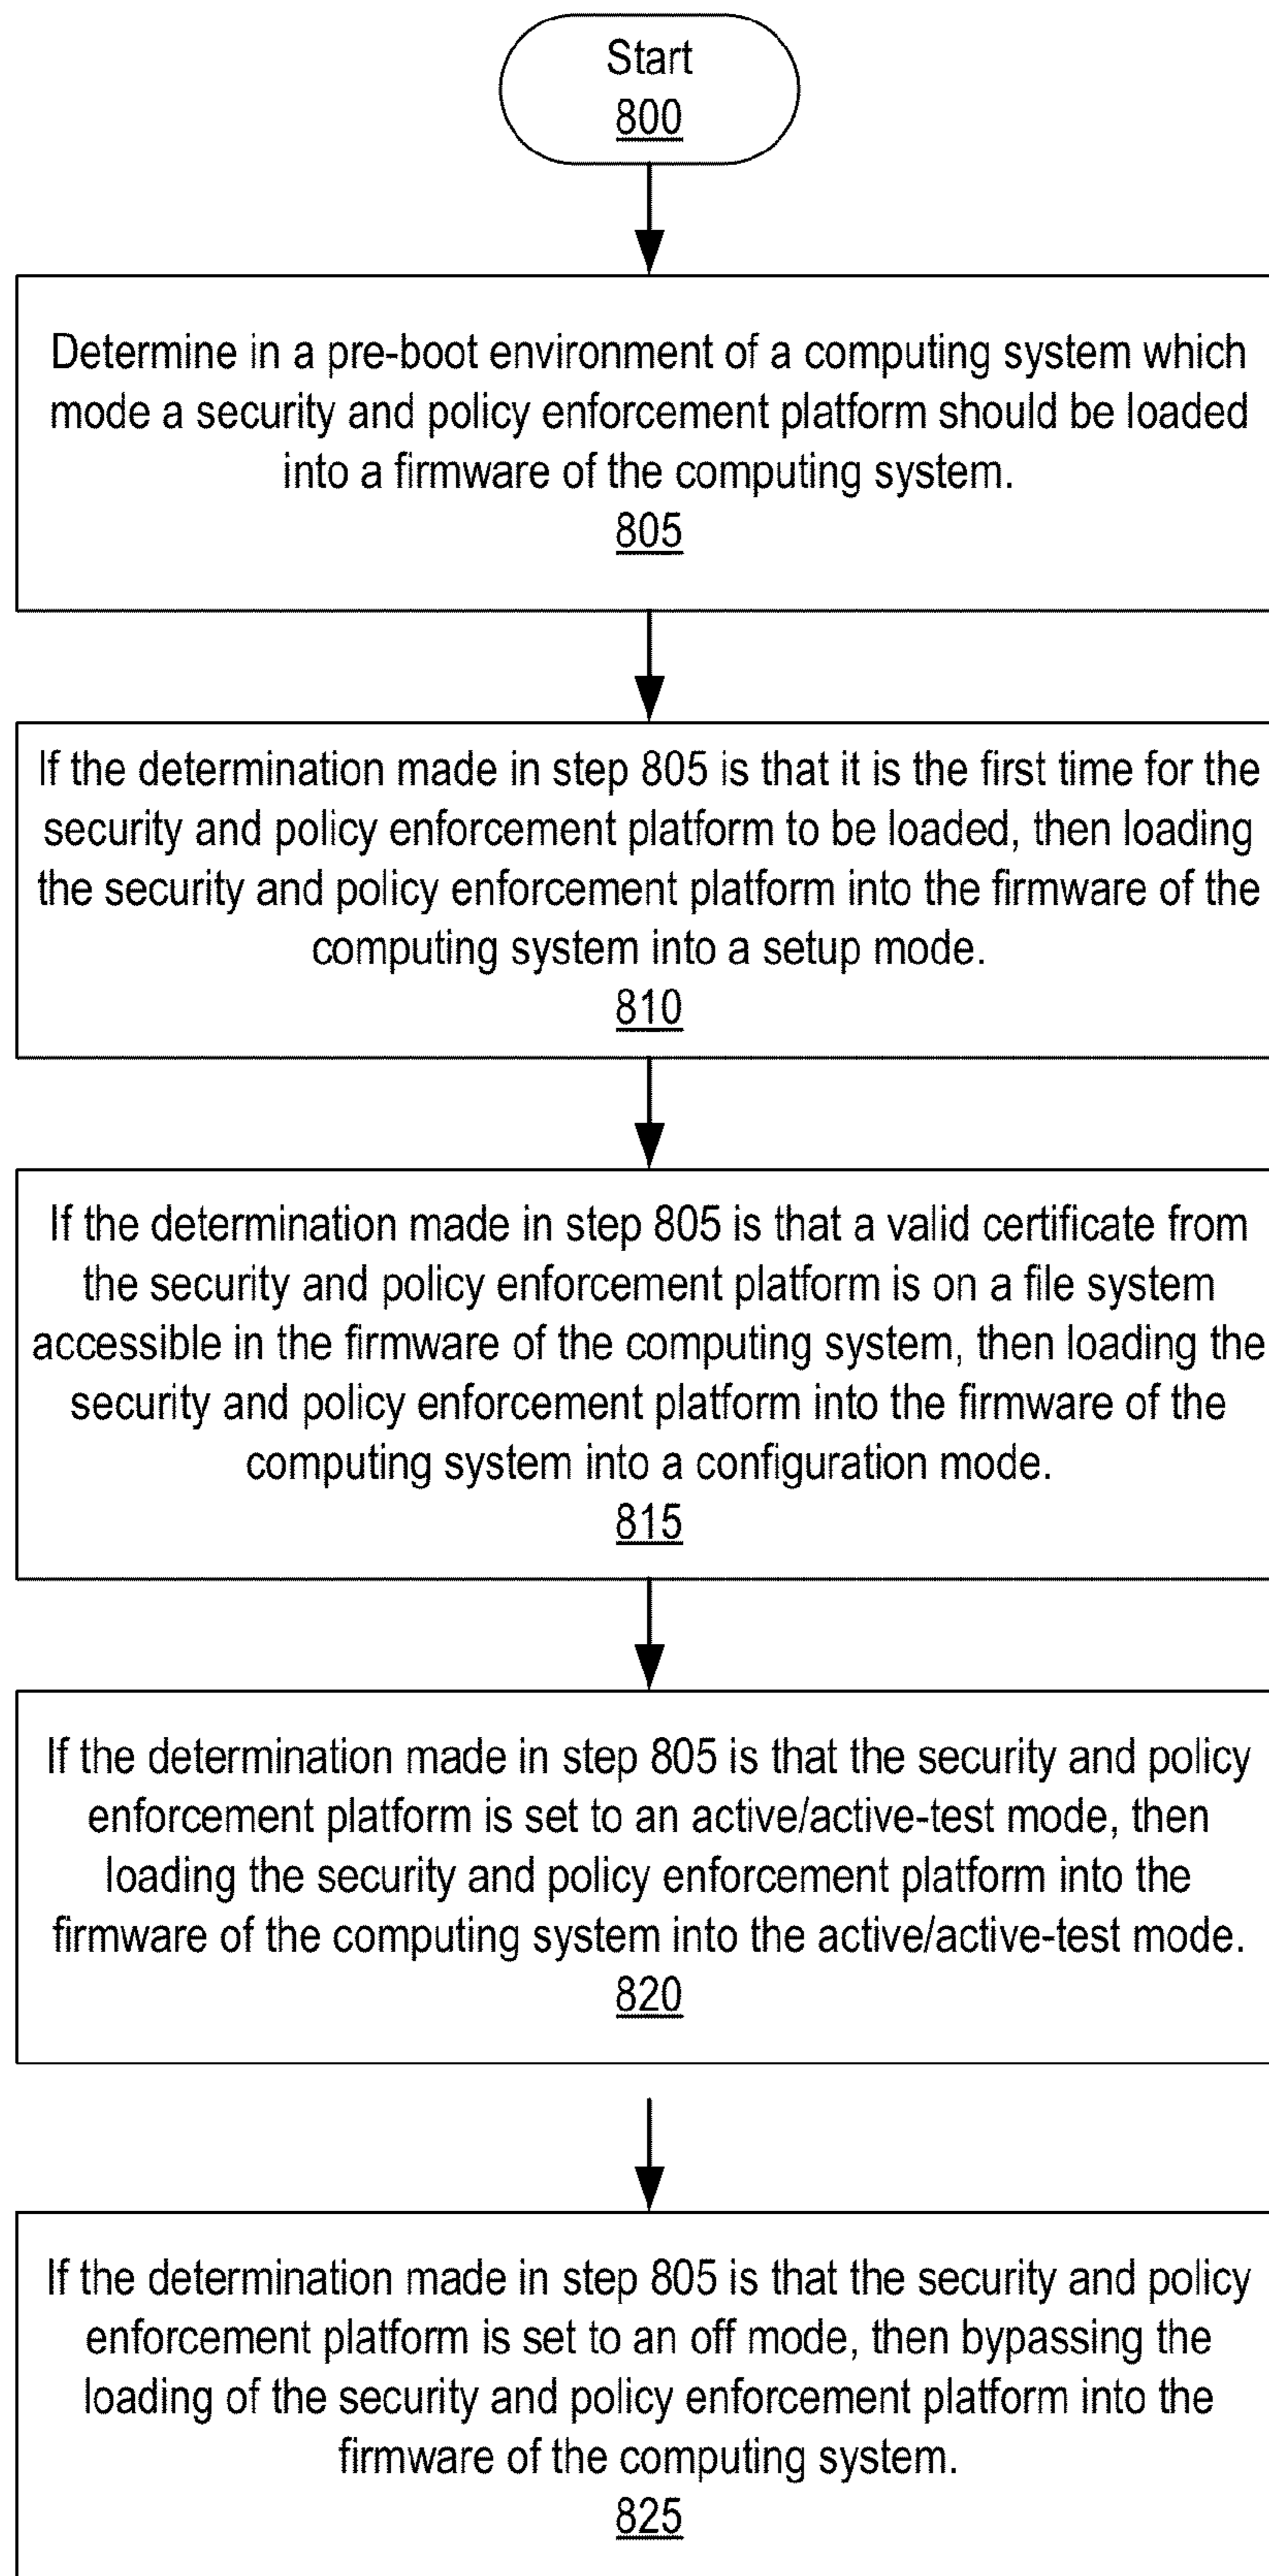 Start
800
Determine in a pre-boot environment of a computing system which
mode a security and policy enforcement platform should be loaded
into a firmware of the computing system.
805
If the determination made in step 805 is that it is the first time for the
security and policy enforcement platform to be loaded, then loading
the security and policy enforcement platform into the firmware of the
computing system into a setup mode.
810
If the determination made in step 805 is that a valid certificate from
the security and policy enforcement platform is on a file system
accessible in the firmware of the computing system, then loading the
security and policy enforcement platform into the firmware of the
computing system into a configuration mode.
815
If the determination made in step 805 is that the security and policy
enforcement platform is set to an active/active-test mode, then
loading the security and policy enforcement platform into the
firmware of the computing system into the active/active-test mode.
820
If the determination made in step 805 is that the security and policy
enforcement platform is set to an off mode, then bypassing the
loading of the security and policy enforcement platform into the
firmware of the computing system.
825